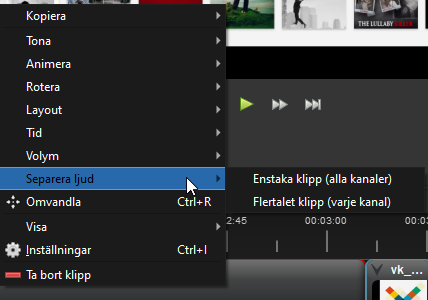 Kopiera
Tona
Animera
Rotera
Layout
Tid
Volym
Separera ljud
Enstaka klipp (alla kanaler)
Flertalet klipp (varje kanal)
Omvandla Ctrl+R
Visa
Inställningar Ctrl+I
Ta bort klipp
THE LULLABY
2:45
00:03:00
00:03
vk_...